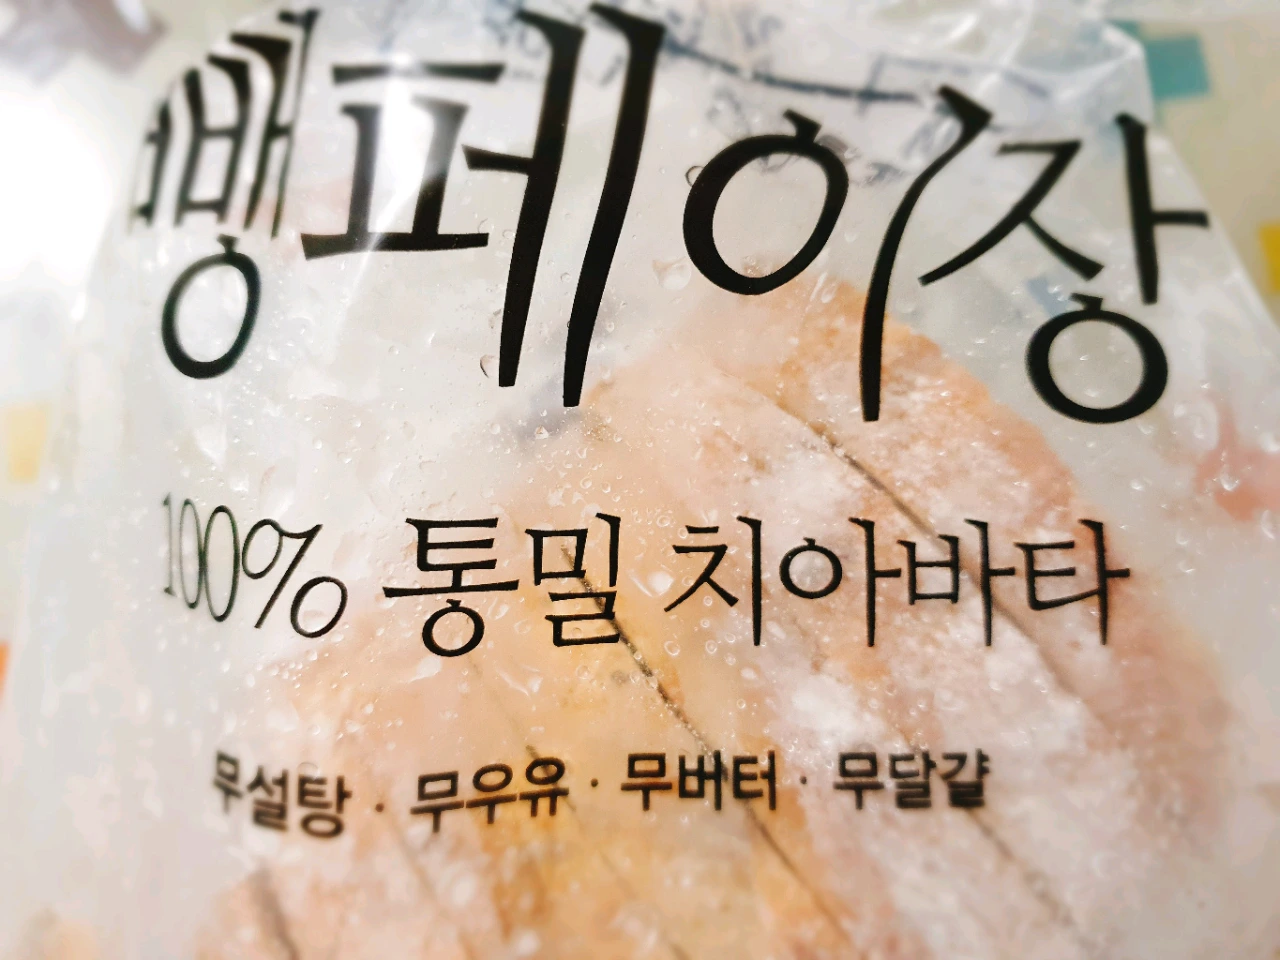 뺑페이장
100% 통밀 치아바타
무설탕 · 무우유 · 무버터 · 무달걀